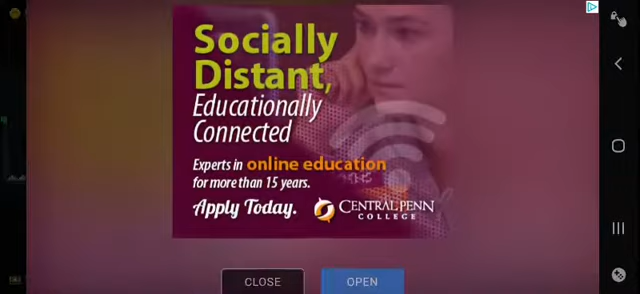 Socially
Distant,
Educationally
Connected
Experts in online education
for more than 15 years.
Apply Today.
CENTRAL PENN
COLLEGE
CLOSE
OPEN